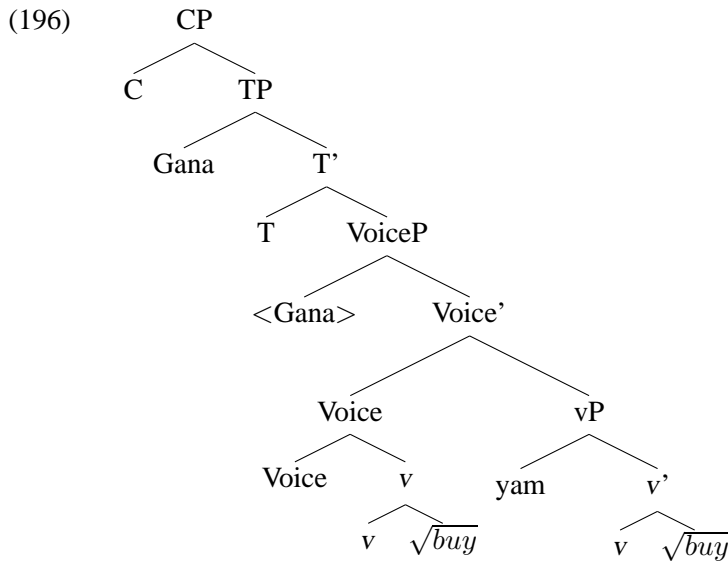 (196) CP
C TP
Gana T’
T VoiceP
<Gana> Voice’
Voice vP
Voice v yam v’
v √buy v √buy